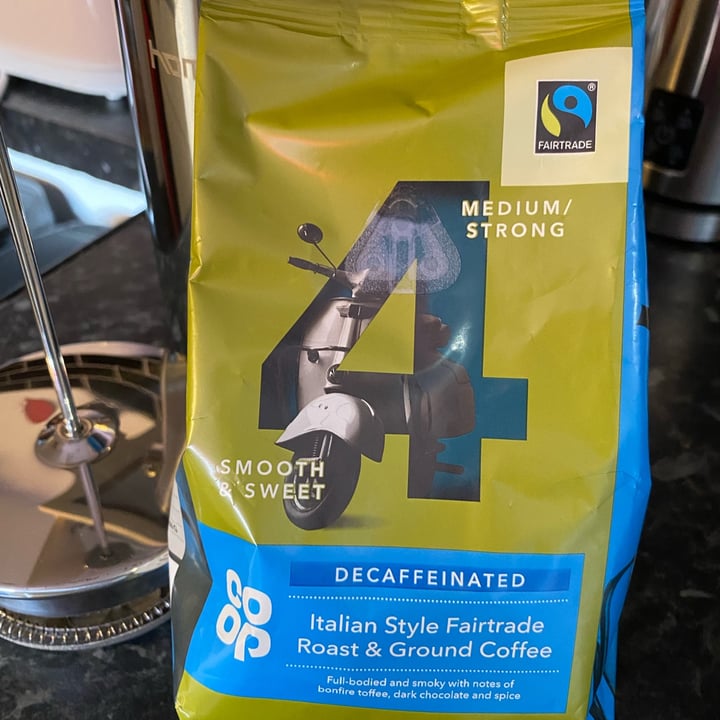 FAIRTRADE
®
4
MEDIUM/
STRONG
SMOOTH
& SWEET
DECAFFEINATED
CO
OP
Italian Style Fairtrade
Roast & Ground Coffee
Full-bodied and smoky with notes of
bonfire toffee, dark chocolate and spice